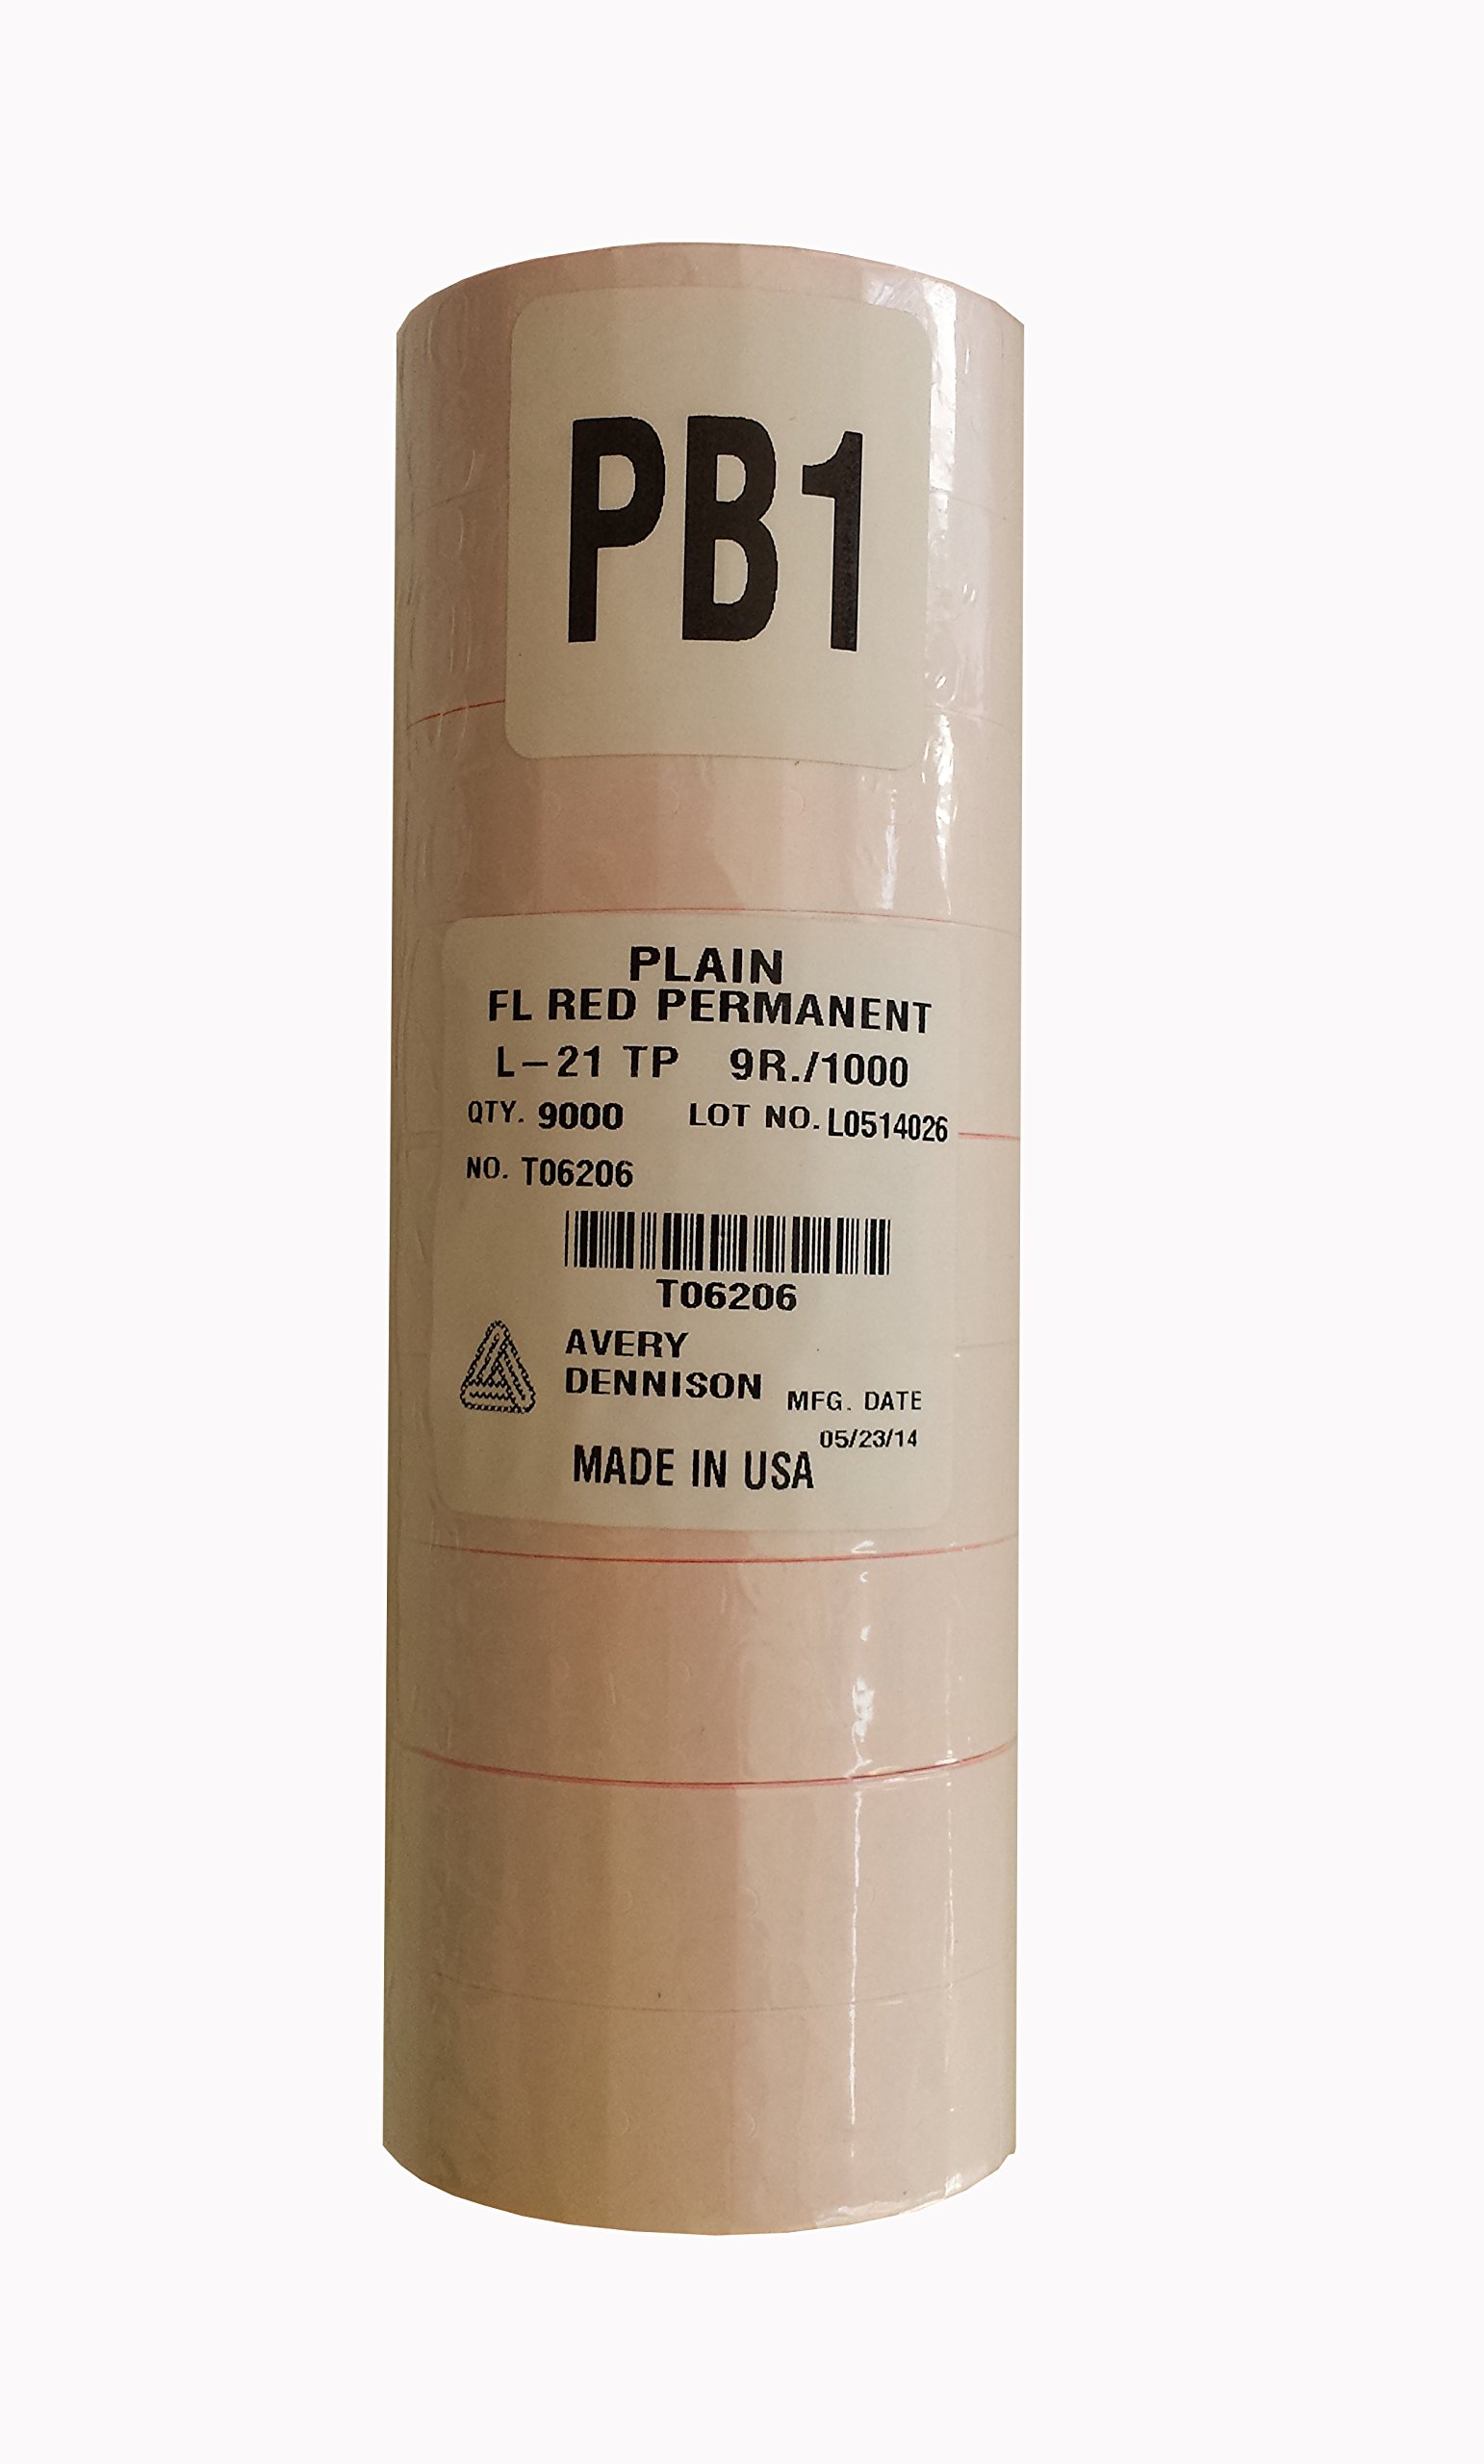 PB1
PLAIN
FL RED PERMANENT
L-21 TP 9R./1000
QTY. 9000 LOT NO. L0514026
NO. T06206
T06206
AVERY
DENNISON
MFG. DATE
05/23/14
MADE IN USA